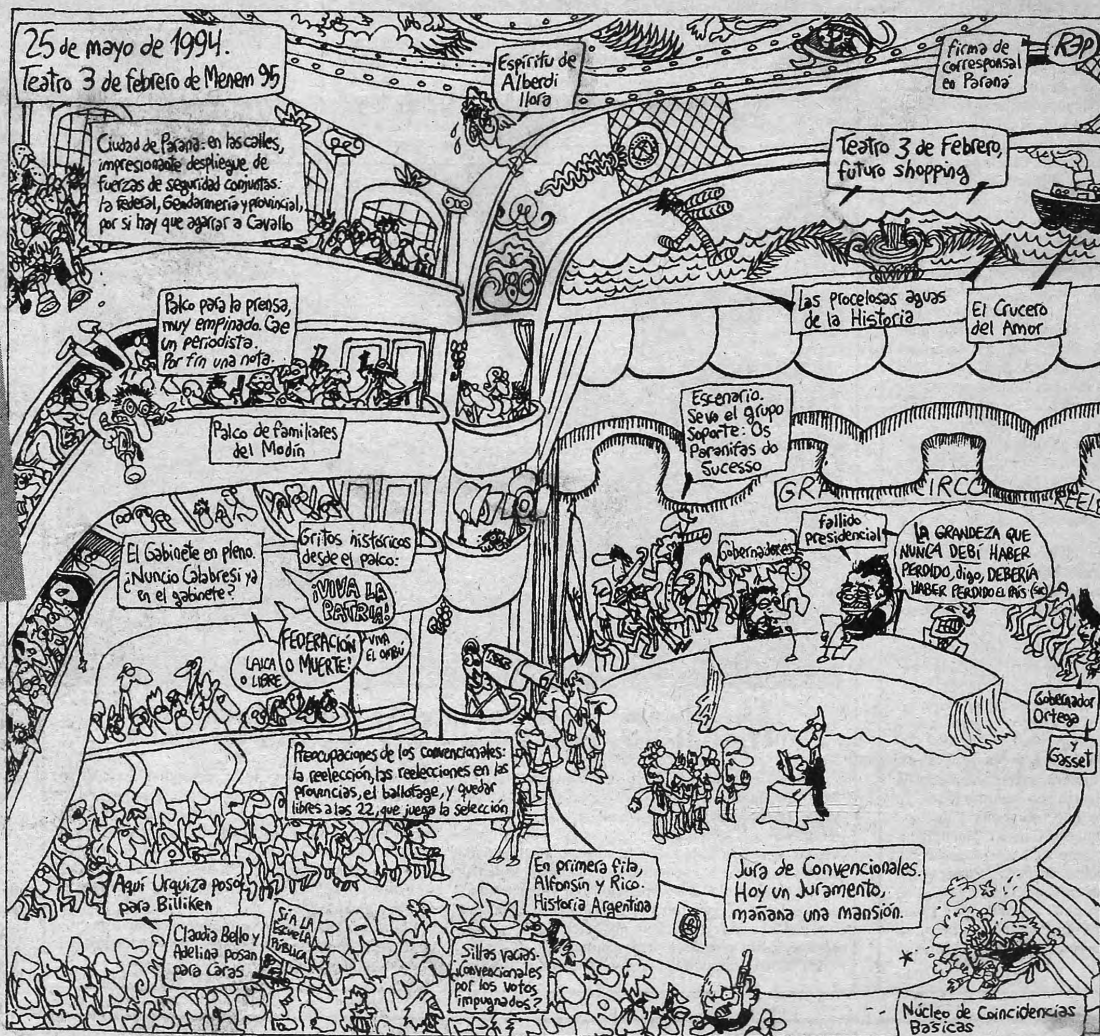 25 de mayo de 1994.
Teatro 3 de febrero de Menem 95
Espíritu de
Alberdi
llora
Firma de
corresponsal
en Paraná
REP
Ciudad de Paraná: en las calles,
impresionante despliegue de
fuerzas de seguridad conjuntas:
la federal, Gendarmería y provincial,
por si hay que agarrar a Cavallo
Teatro 3 de Febrero,
futuro shopping
Palco para la prensa,
muy empinado. Cae
un periodista.
Por fin una nota.
Las procelosas aguas
de la Historia
El Crucero
del Amor
Palco de familiares
del Modín
Escenario.
Se ve el grupo
soporte: Os
Paranitas do
Sucesso
GRA
IRCO
REELE
El Gabinete en pleno.
¿Nuncio Calabresi ya
en el gabinete?
Gritos históricos
desde el palco:
¡VIVA LA
PATRIA!
FEDERACIÓN
O MUERTE!
LAICA
O LIBRE
VIVA
EL OMBÚ
Gobernadores
Fallido
Presidencial
LA GRANDEZA QUE
NUNCA DEBÍ HABER
PERDIDO, digo, DEBERÍA
HABER PERDIDO EL PAÍS (sic)
Gobernador
Ortega
y
Gasset
Preocupaciones de los convencionales:
la reelección, las reelecciones en las
provincias, el ballotage, y quedar
libres a las 22, que juega la selección
En primera fila,
Alfonsín y Rico.
Historia Argentina
Jura de Convencionales.
Hoy un Juramento,
mañana una mansión.
Aquí Urquiza posó
para Billiken
Claudia Bello y
Adelina posan
para Caras
SI A LA
ESCUELA
PÚBLICA
Sillas vacías.
¿Convencionales
por los votos
impugnados?
Núcleo de Coincidencias
Básicas